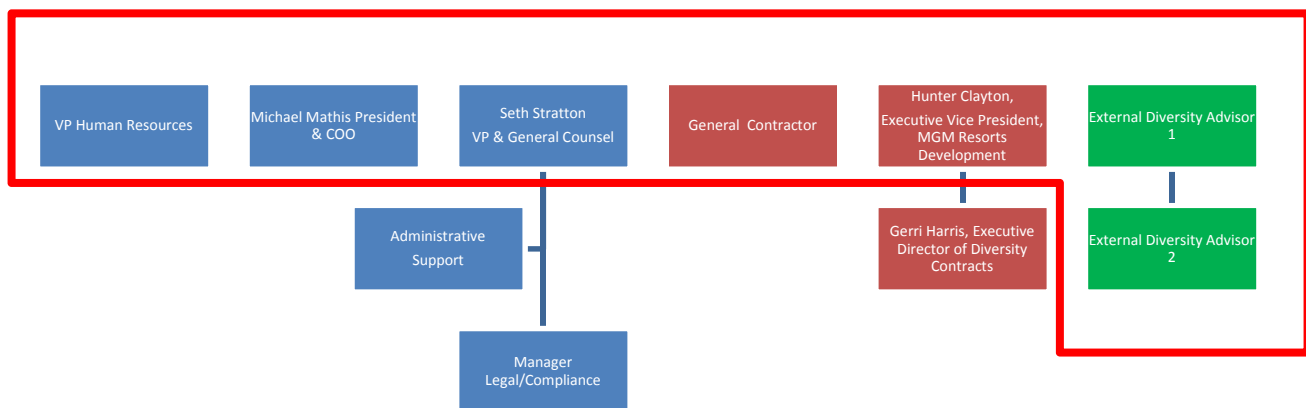 VP Human Resources
Michael Mathis President
& COO
Seth Stratton
VP & General Counsel
General Contractor
Hunter Clayton,
Executive Vice President,
MGM Resorts
Development
External Diversity Advisor
1
Administrative
Support
Gerri Harris, Executive
Director of Diversity
Contracts
External Diversity Advisor
2
Manager
Legal/Compliance